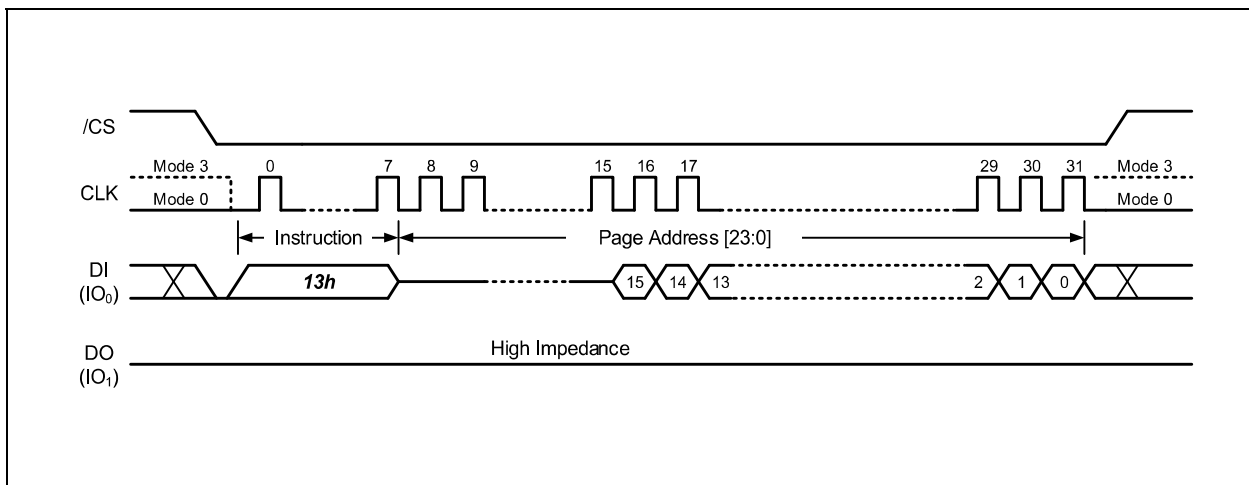 /CS
Mode 3 0 7 8 9 15 16 17 29 30 31 Mode 3
CLK
Mode 0 Mode 0
Instruction Page Address [23:0]
DI
(IO₀)
13h 15 14 13 2 1 0
High Impedance
DO
(IO₁)